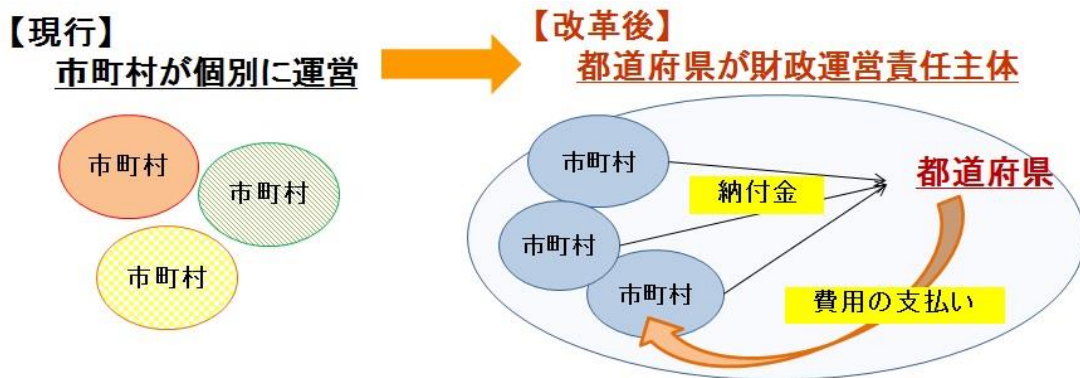 【現行】
市町村が個別に運営
市町村
市町村
市町村
【改革後】
都道府県が財政運営責任主体
市町村
市町村
市町村
納付金
都道府県
費用の支払い